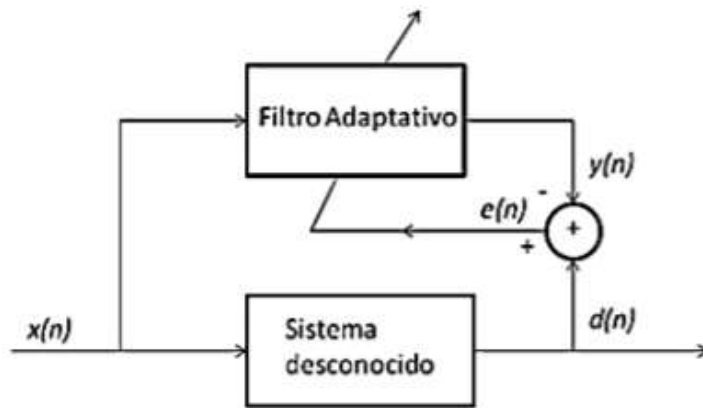 Filtro Adaptativo
y(n)
-
e(n)
+
+
x(n)
Sistema
desconocido
d(n)